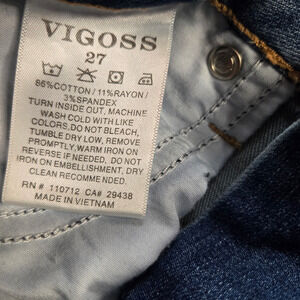 VIGOSS
27
86%COTTON / 11%RAYON /
3%SPANDEX
TURN INSIDE OUT, MACHINE
WASH COLD WITH LIKE
COLORS,DO NOT BLEACH,
TUMBLE DRY LOW, REMOVE
PROMPTLY,WARM IRON ON
REVERSE IF NEEDED. DO NOT
IRON ON EMBELLISHMENT, DRY
CLEAN RECOMMENDED.
RN # 110712 CA# 29438
MADE IN VIETNAM